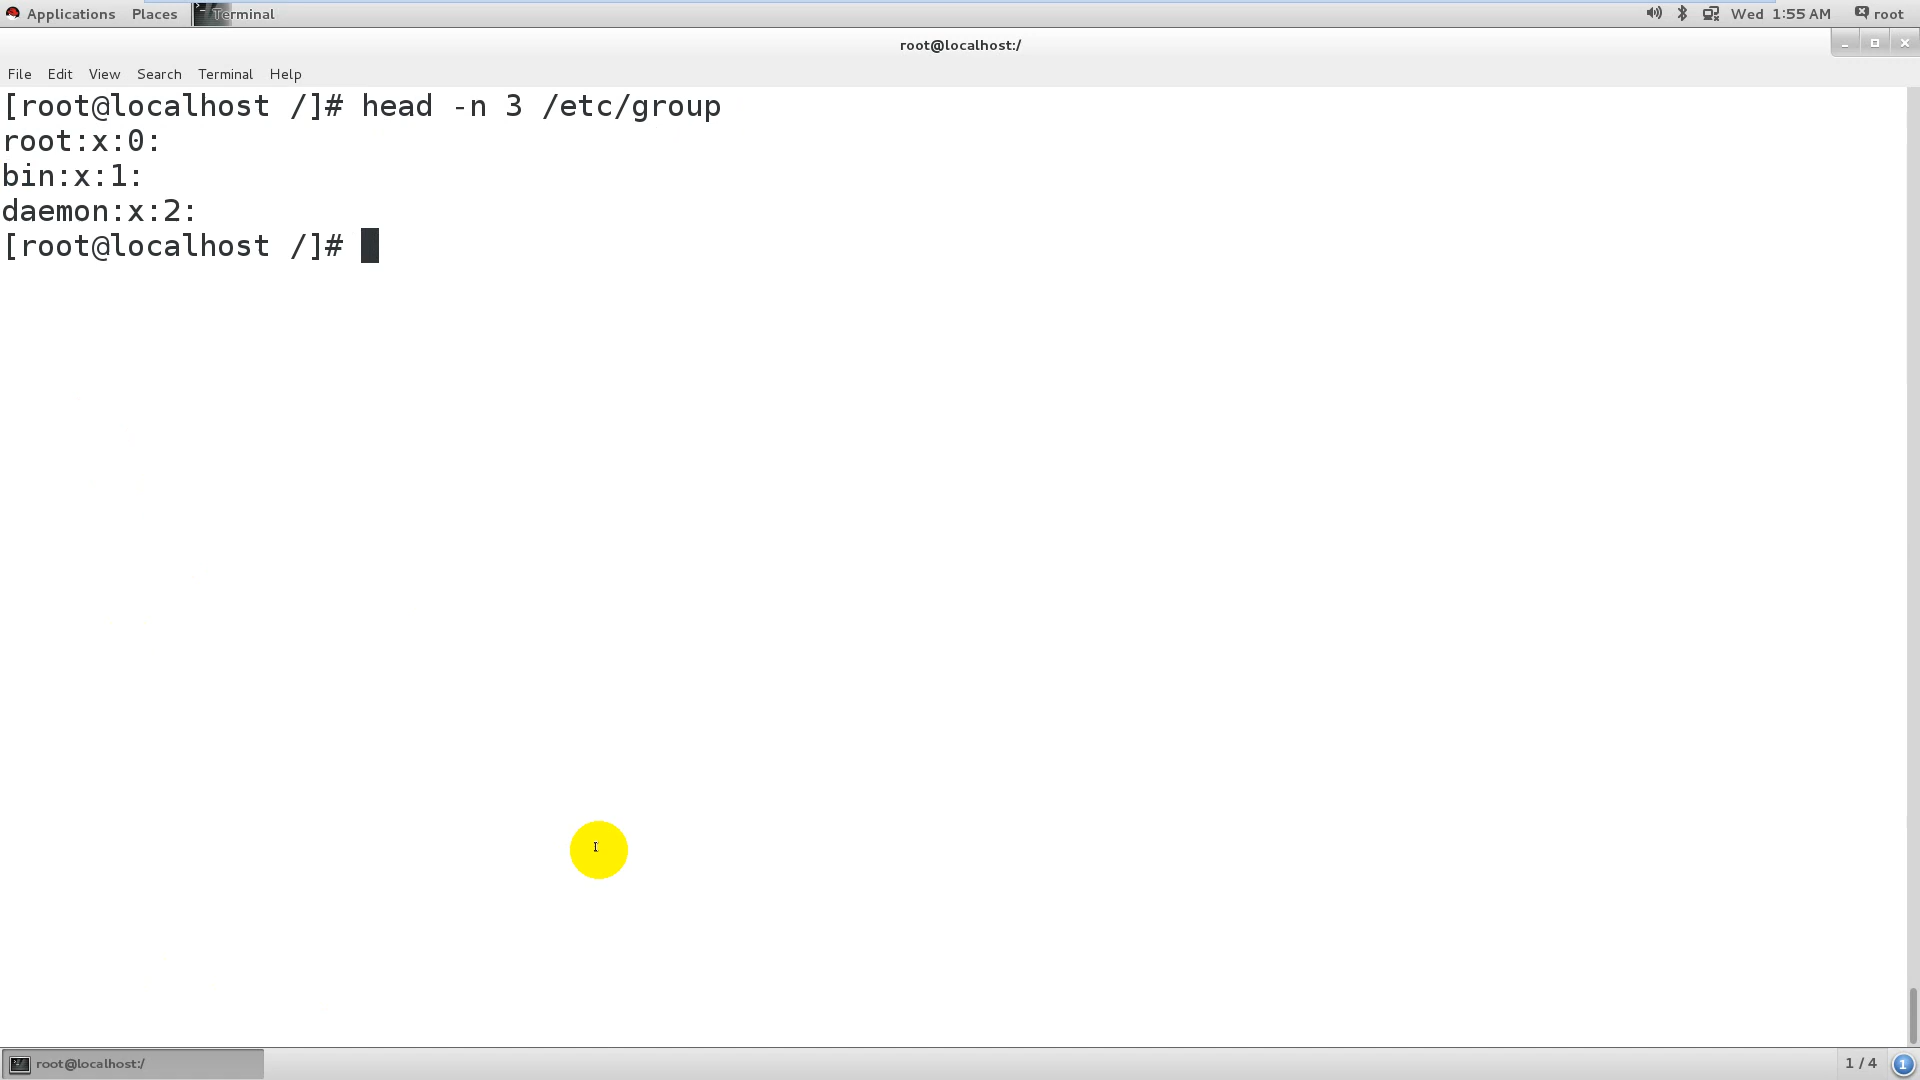 Applications Places Terminal Wed 1:55 AM root
root@localhost:/
File Edit View Search Terminal Help
[root@localhost /]# head -n 3 /etc/group
root:x:0:
bin:x:1:
daemon:x:2:
[root@localhost /]#
root@localhost:/ 1 / 4 1